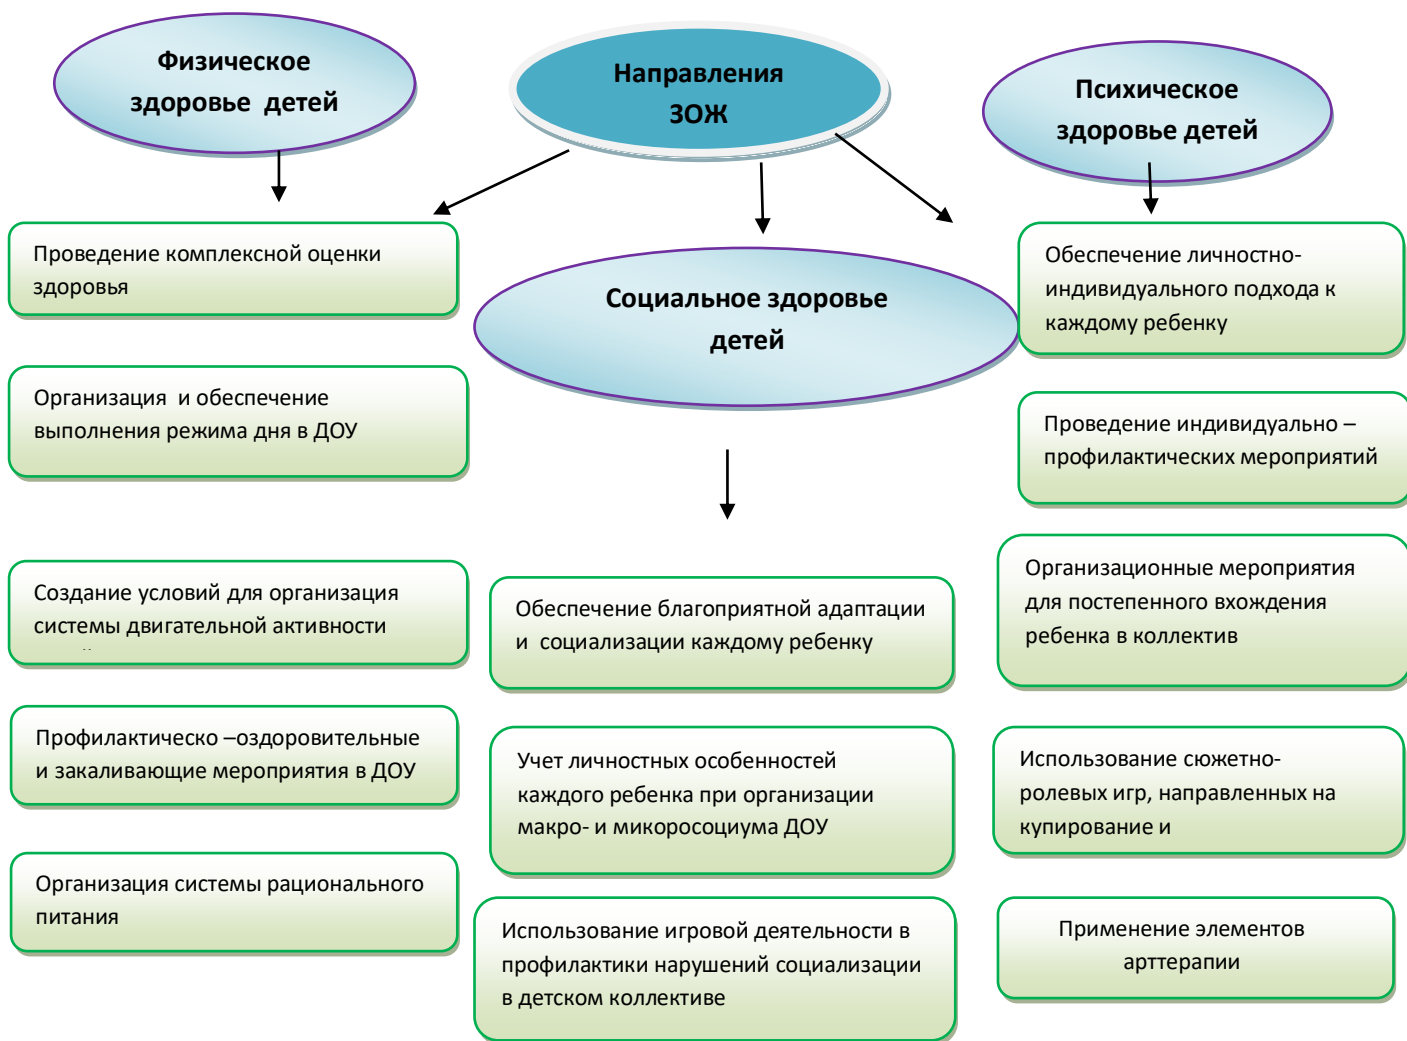 Физическое
здоровье детей
Направления
ЗОЖ
Психическое
здоровье детей
Проведение комплексной оценки
здоровья
Организация и обеспечение
выполнения режима дня в ДОУ
Создание условий для организация
системы двигательной активности
Профилактическо –оздоровительные
и закаливающие мероприятия в ДОУ
Организация системы рационального
питания
Социальное здоровье
детей
Обеспечение благоприятной адаптации
и социализации каждому ребенку
Учет личностных особенностей
каждого ребенка при организации
макро- и микоросоциума ДОУ
Использование игровой деятельности в
профилактики нарушений социализации
в детском коллективе
Обеспечение личностно-
индивидуального подхода к
каждому ребенку
Проведение индивидуально –
профилактических мероприятий
Организационные мероприятия
для постепенного вхождения
ребенка в коллектив
Использование сюжетно-
ролевых игр, направленных на
купирование и
Применение элементов
арттерапии